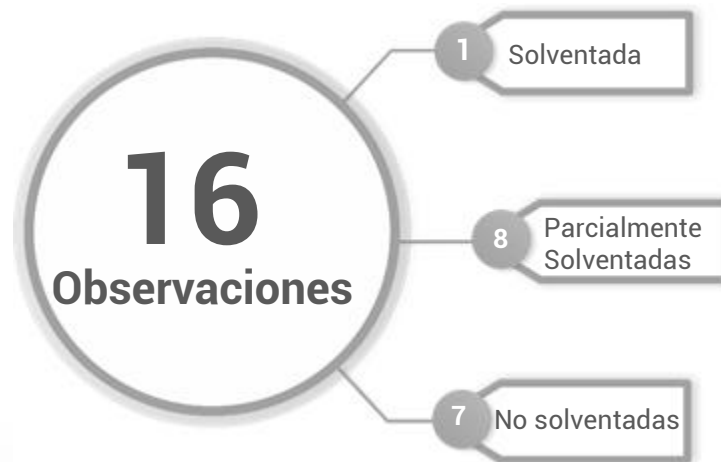 16
Observaciones
1
Solventada
8
Parcialmente
Solventadas
7
No solventadas